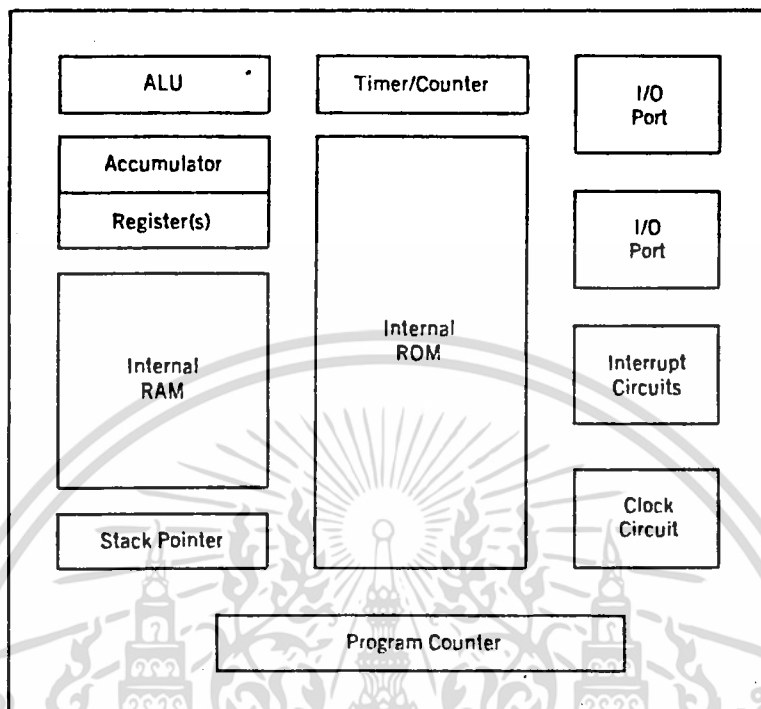 ALU
Accumulator
Register(s)
Internal
RAM
Stack Pointer
Timer/Counter
Internal
ROM
I/O
Port
I/O
Port
Interrupt
Circuits
Clock
Circuit
Program Counter